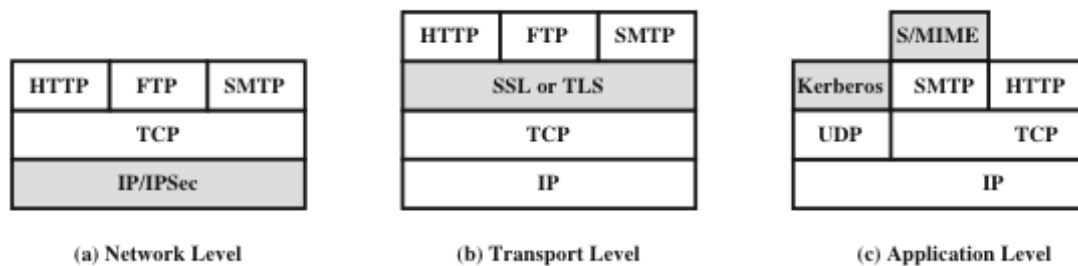 HTTP FTP SMTP
TCP
IP/IPSec
(a) Network Level
HTTP FTP SMTP
SSL or TLS
TCP
IP
(b) Transport Level
S/MIME
Kerberos SMTP HTTP
UDP TCP
IP
(c) Application Level